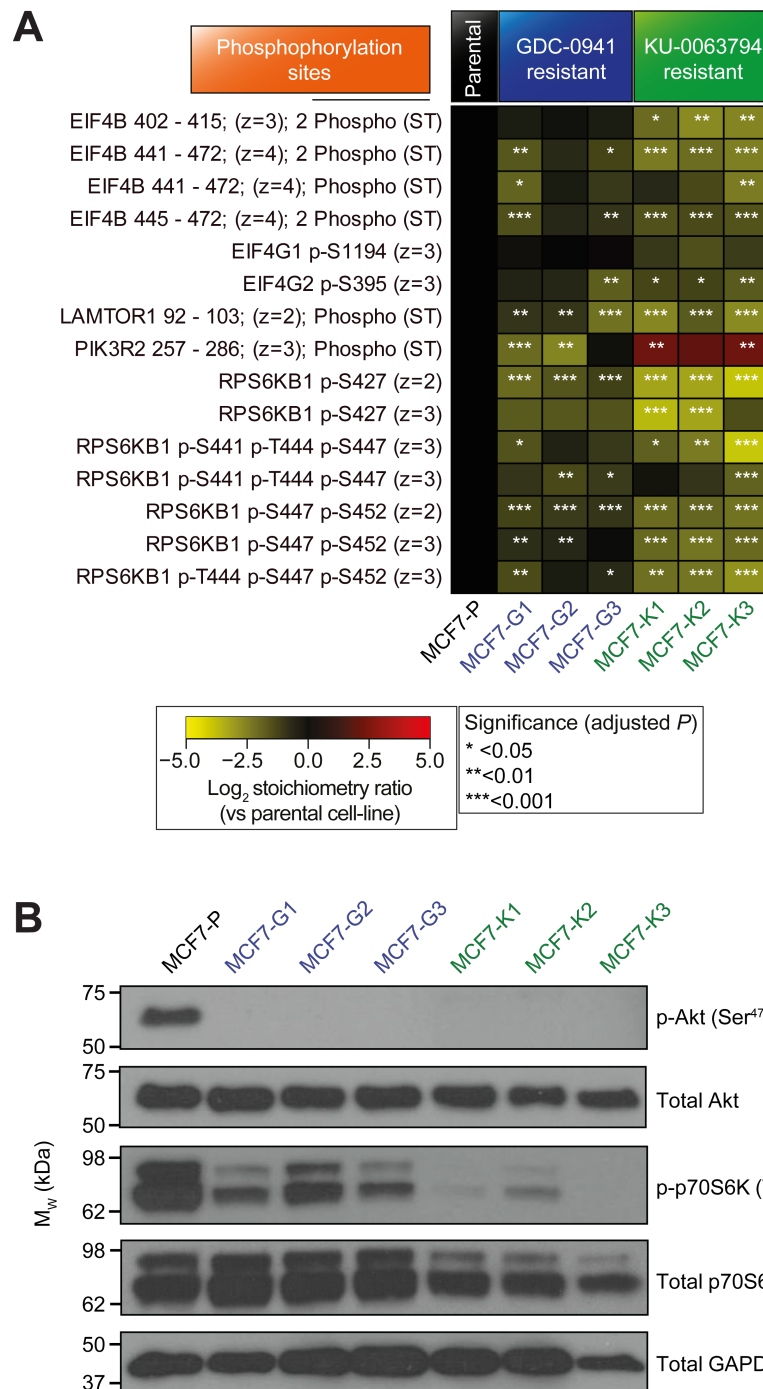 A
Phosphophorylation
sites
Parental
GDC-0941
resistant
KU-0063794
resistant
EIF4B 402 - 415; (z=3); 2 Phospho (ST) * ** **
EIF4B 441 - 472; (z=4); 2 Phospho (ST) ** * *** *** ***
EIF4B 441 - 472; (z=4); Phospho (ST) * **
EIF4B 445 - 472; (z=4); 2 Phospho (ST) *** ** *** *** ***
EIF4G1 p-S1194 (z=3)
EIF4G2 p-S395 (z=3) ** * * **
LAMTOR1 92 - 103; (z=2); Phospho (ST) ** ** *** *** *** ***
PIK3R2 257 - 286; (z=3); Phospho (ST) *** ** ** **
RPS6KB1 p-S427 (z=2) *** *** *** *** *** ***
RPS6KB1 p-S427 (z=3) *** ***
RPS6KB1 p-S441 p-T444 p-S447 (z=3) * * ** ***
RPS6KB1 p-S441 p-T444 p-S447 (z=3) ** * ***
RPS6KB1 p-S447 p-S452 (z=2) *** *** *** *** *** ***
RPS6KB1 p-S447 p-S452 (z=3) ** ** *** *** ***
RPS6KB1 p-T444 p-S447 p-S452 (z=3) ** * ** *** ***
MCF7-P MCF7-G1 MCF7-G2 MCF7-G3 MCF7-K1 MCF7-K2 MCF7-K3
−5.0 −2.5 0.0 2.5 5.0
Log2 stoichiometry ratio
(vs parental cell-line)
Significance (adjusted P)
* <0.05
**<0.01
***<0.001
B
MCF7-P MCF7-G1 MCF7-G2 MCF7-G3 MCF7-K1 MCF7-K2 MCF7-K3
MW (kDa)
75
50
p-Akt (Ser47
75
50
Total Akt
98
62
p-p70S6K (
98
62
Total p70S6
50
37
Total GAPD